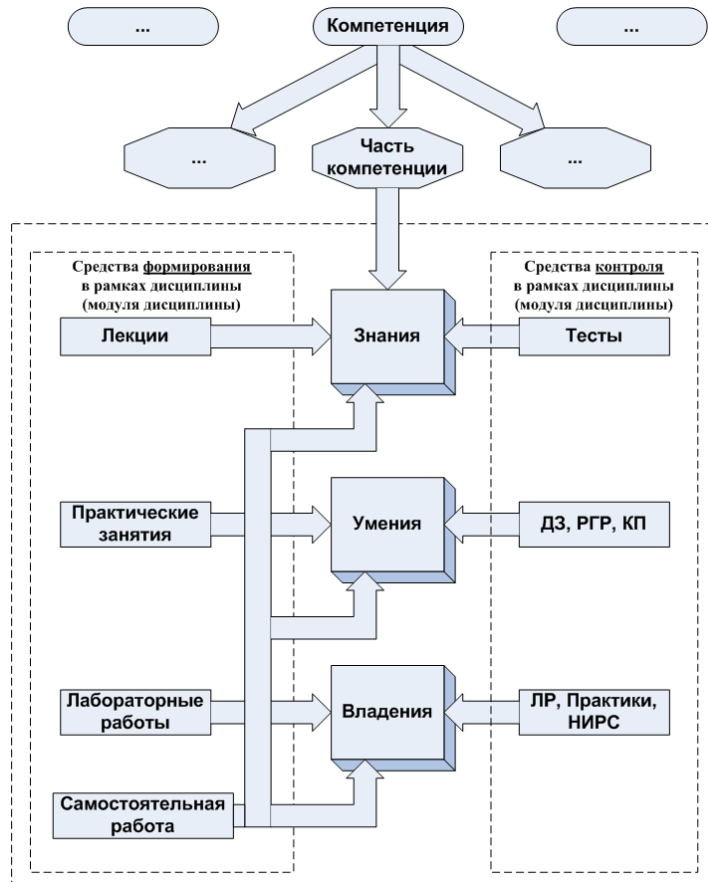 ...
Компетенция
...
...
Часть
компетенции
...
Средства формирования
в рамках дисциплины
(модуля дисциплины)
Средства контроля
в рамках дисциплины
(модуля дисциплины)
Лекции
Знания
Тесты
Практические
занятия
Умения
ДЗ, РГР, КП
Лабораторные
работы
Владения
ЛР, Практики,
НИРС
Самостоятельная
работа